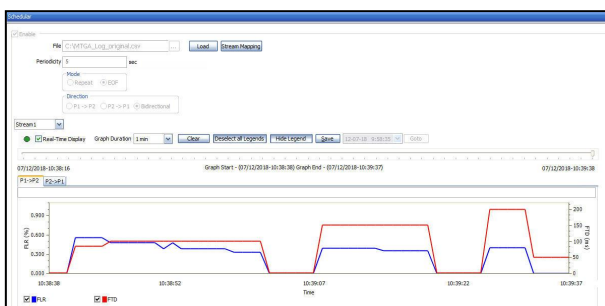 Schedular
Enable
File C:\MTGA_Log_original.csv ... Load Stream Mapping
Periodicity 5 sec
Mode
Repeat EOF
Direction
P1 -> P2 P2 -> P1 Bidirectional
Stream1
Real-Time Display Graph Duration 1 min Clear Deselect all Legends Hide Legend Save Goto
07/12/2018-10:38:16 Graph Start - (07/12/2018-10:38:38) Graph End - (07/12/2018-10:39:37) 07/12/2018-10:39:38
P1->P2 P2->P1
FLR (%)
0.900
0.600
0.300
0.000
200
150
100
50
0
FTD (ms)
10:38:38 10:38:52 10:39:07 10:39:22 10:39:37
Time
FLR FTD